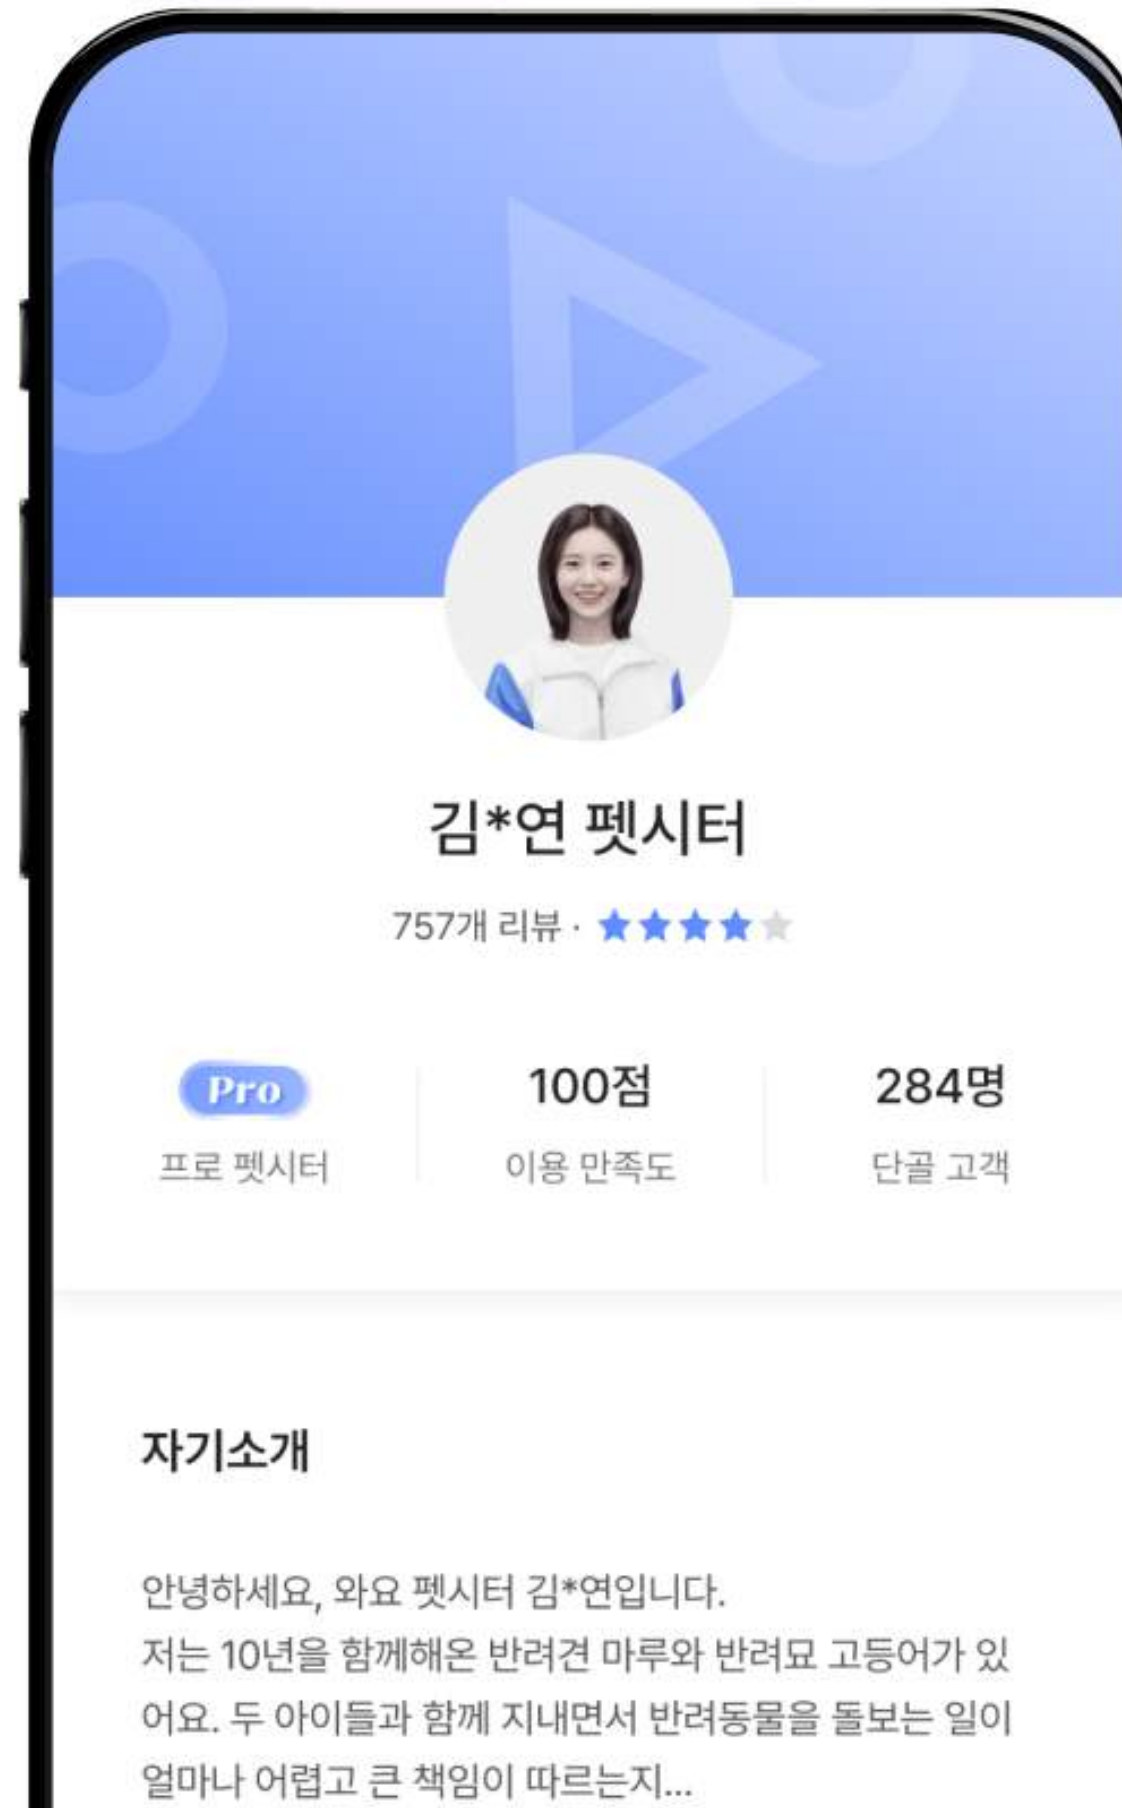 김*연 펫시터
757개 리뷰 ·
Pro
100점
284명
프로 펫시터
이용 만족도
단골 고객
자기소개
안녕하세요, 와요 펫시터 김*연입니다.
저는 10년을 함께해온 반려견 마루와 반려묘 고등어가 있
어요. 두 아이들과 함께 지내면서 반려동물을 돌보는 일이
얼마나 어렵고 큰 책임이 따르는지...